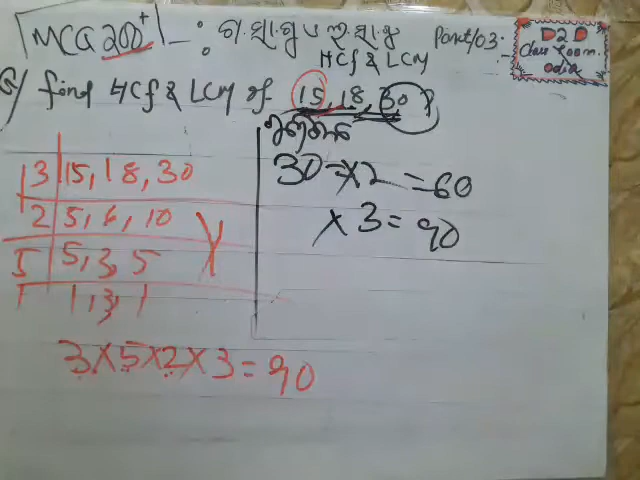 MCQ 200+ – : ଗ.ସା.ଗୁ ଓ ଲ.ସା.ଗୁ Part/03:-
HCf & LCM
D2D
Class room.
Odia
Q/ find HCf & LCM of 15, 18, 30 ?
3 | 15, 18, 30
2 | 5, 6, 10
5 | 5, 3, 5
1, 3, 1
3×5×2×3=90
30=×2=60
×3=90